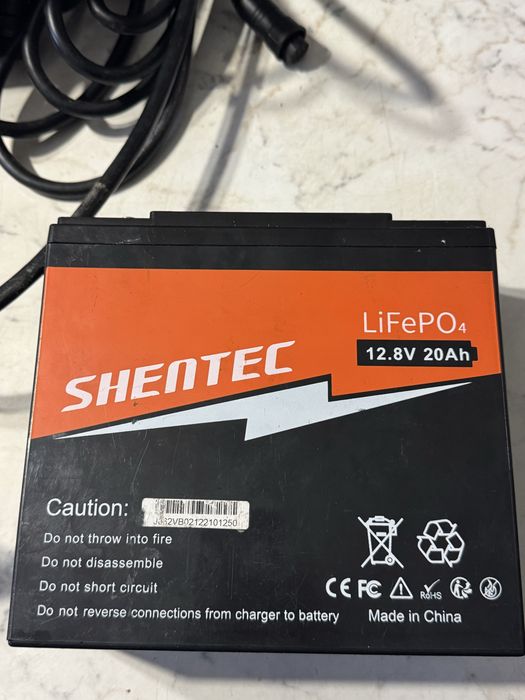 LiFePO4
12.8V 20Ah
SHENTEC
Caution:
Do not throw into fire
Do not disassemble
Do not short circuit
Do not reverse connections from charger to battery
CE FC RoHS
Made in China